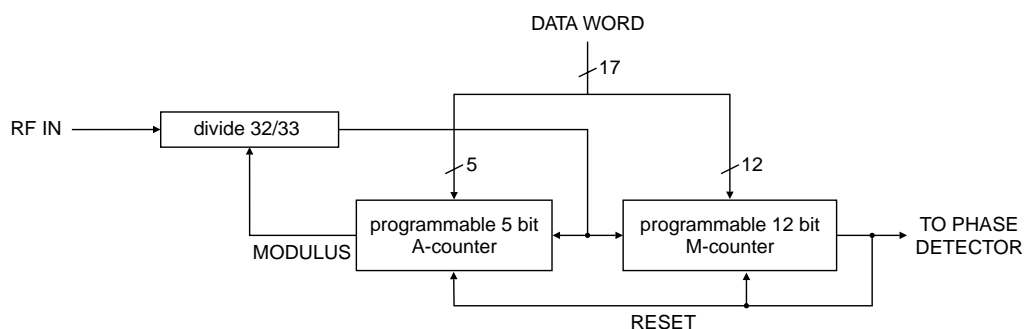 DATA WORD
17
RF IN
divide 32/33
5
12
programmable 5 bit
A-counter
programmable 12 bit
M-counter
MODULUS
TO PHASE
DETECTOR
RESET